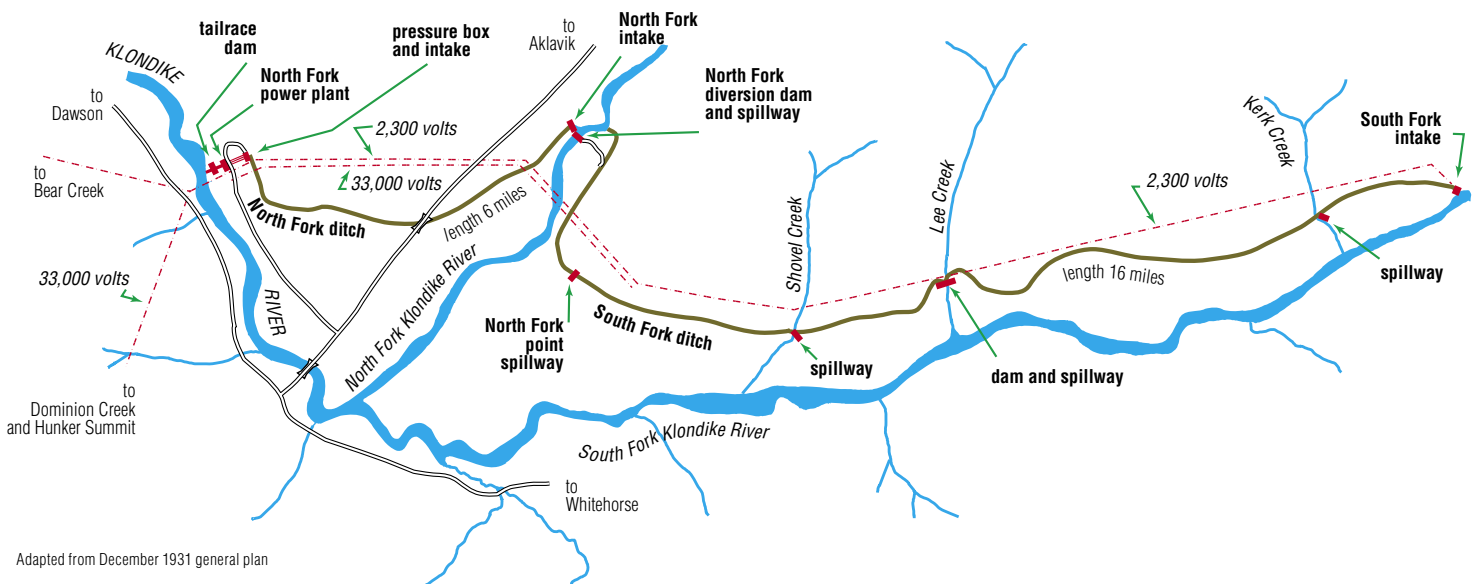 KLONDIKE
tailrace
dam
North Fork
power plant
pressure box
and intake
to
Aklavik
North Fork
intake
North Fork
diversion dam
and spillway
Kerk Creek
South Fork
intake
to
Dawson
2,300 volts
to
Bear Creek
33,000 volts
North Fork ditch
length 6 miles
Shovel Creek
Lee Creek
2,300 volts
33,000 volts
RIVER
North Fork Klondike River
North Fork
point
spillway
South Fork ditch
spillway
dam and spillway
length 16 miles
spillway
to
Dominion Creek
and Hunker Summit
South Fork Klondike River
to
Whitehorse
Adapted from December 1931 general plan